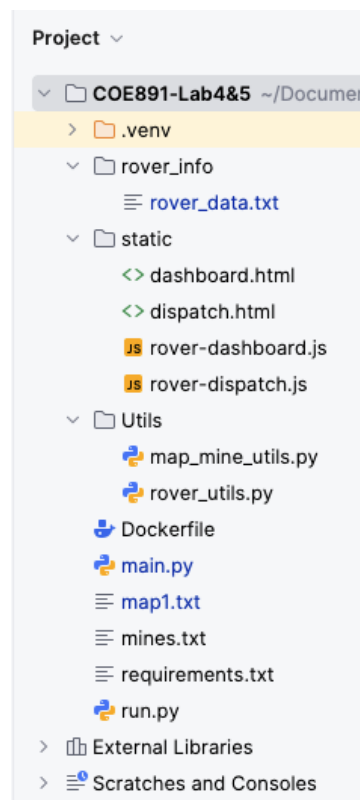 Project
COE891-Lab4&5 ~/Documen
.venv
rover_info
rover_data.txt
static
dashboard.html
dispatch.html
JS rover-dashboard.js
JS rover-dispatch.js
Utils
map_mine_utils.py
rover_utils.py
Dockerfile
main.py
map1.txt
mines.txt
requirements.txt
run.py
External Libraries
Scratches and Consoles